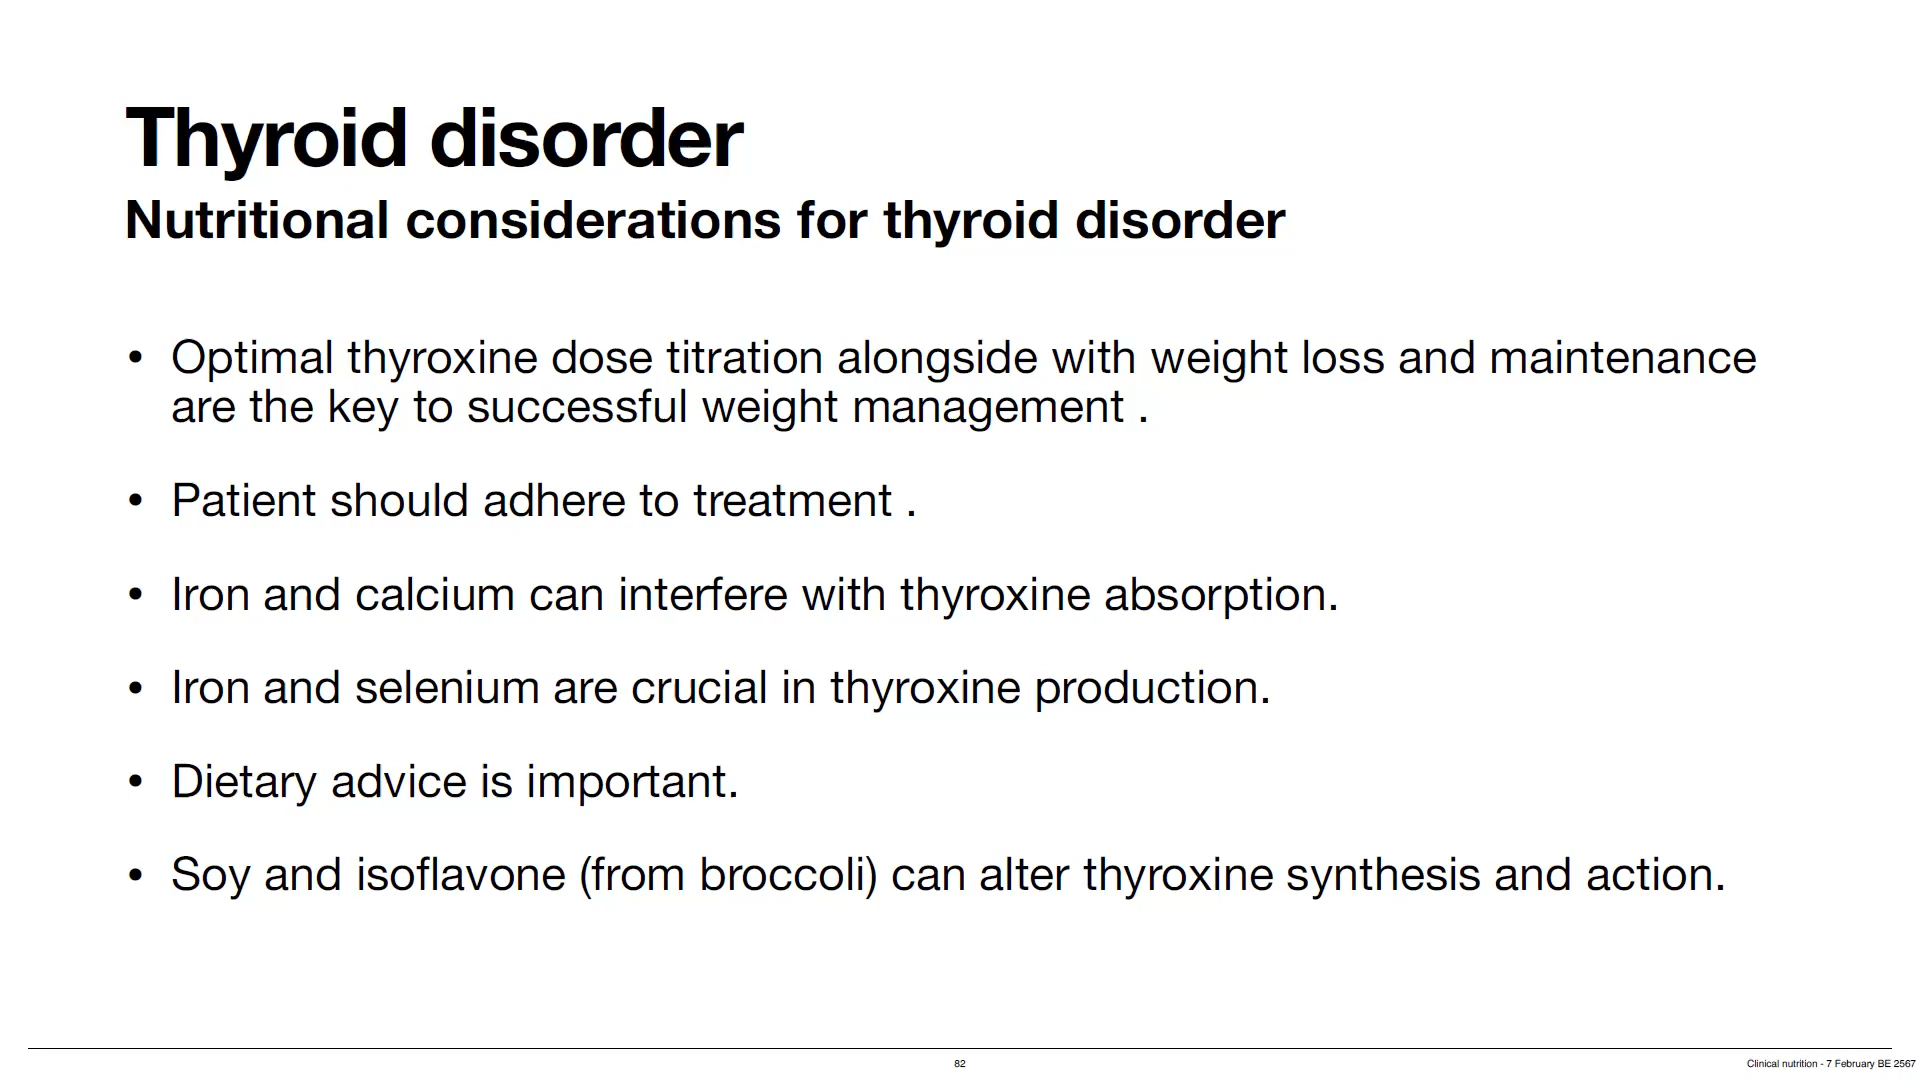 Thyroid disorder
Nutritional considerations for thyroid disorder
• Optimal thyroxine dose titration alongside with weight loss and maintenance
are the key to successful weight management .
• Patient should adhere to treatment .
• Iron and calcium can interfere with thyroxine absorption.
• Iron and selenium are crucial in thyroxine production.
• Dietary advice is important.
• Soy and isoflavone (from broccoli) can alter thyroxine synthesis and action.
82
Clinical nutrition - 7 February BE 2567